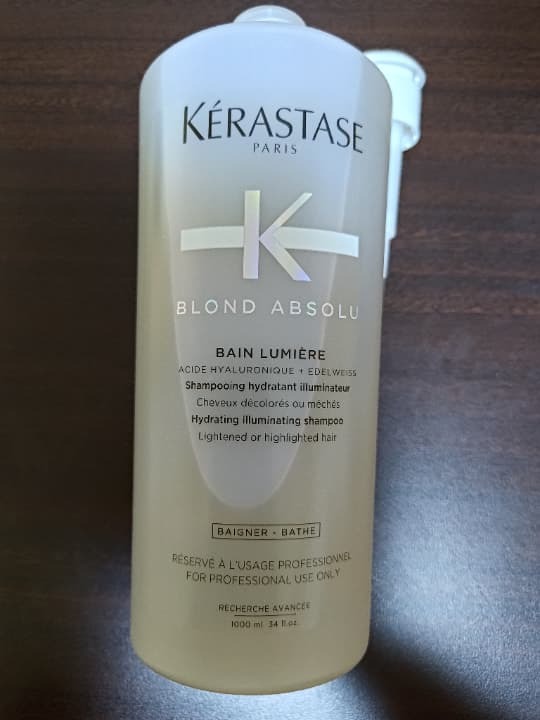 KÉRASTASE
PARIS
K
BLOND ABSOLU
BAIN LUMIÈRE
ACIDE HYALURONIQUE + EDELWEISS
Shampooing hydratant illuminateur
Cheveux décolorés ou méchés
Hydrating illuminating shampoo
Lightened or highlighted hair
BAIGNER - BATHE
RÉSERVÉ À L'USAGE PROFESSIONNEL
FOR PROFESSIONAL USE ONLY
RECHERCHE AVANCÉE
1000 ml 34 fl.oz.